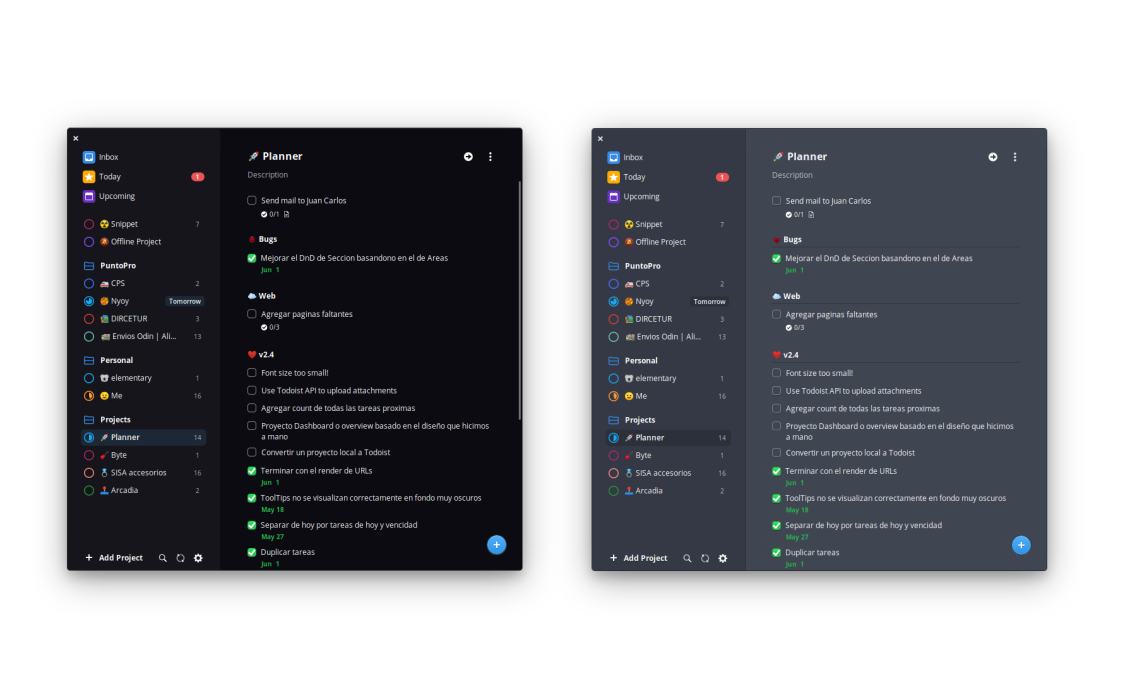 Inbox
Today 1
Upcoming
Snippet 7
Offline Project
PuntoPro
CPS 2
Nyoy Tomorrow
DIRCETUR 3
Envios Odin | Ali... 13
Personal
elementary 1
Me 16
Projects
Planner 14
Byte 1
SISA accesorios 16
Arcadia 2
Add Project
Planner
Description
Send mail to Juan Carlos
0/1
Bugs
Mejorar el DnD de Seccion basandono en el de Areas
Jun 1
Web
Agregar paginas faltantes
0/3
v2.4
Font size too small!
Use Todoist API to upload attachments
Agregar count de todas las tareas proximas
Proyecto Dashboard o overview basado en el diseño que hicimos
a mano
Convertir un proyecto local a Todoist
Terminar con el render de URLs
Jun 1
ToolTips no se visualizan correctamente en fondo muy oscuros
May 18
Separar de hoy por tareas de hoy y vencidad
May 27
Duplicar tareas
Jun 1
Inbox
Today 1
Upcoming
Snippet 7
Offline Project
PuntoPro
CPS 2
Nyoy Tomorrow
DIRCETUR 3
Envios Odin | Ali... 13
Personal
elementary 1
Me 16
Projects
Planner 14
Byte 1
SISA accesorios 16
Arcadia 2
Add Project
Planner
Description
Send mail to Juan Carlos
0/1
Bugs
Mejorar el DnD de Seccion basandono en el de Areas
Jun 1
Web
Agregar paginas faltantes
0/3
v2.4
Font size too small!
Use Todoist API to upload attachments
Agregar count de todas las tareas proximas
Proyecto Dashboard o overview basado en el diseño que hicimos
a mano
Convertir un proyecto local a Todoist
Terminar con el render de URLs
Jun 1
ToolTips no se visualizan correctamente en fondo muy oscuros
May 18
Separar de hoy por tareas de hoy y vencidad
May 27
Duplicar tareas
Jun 1